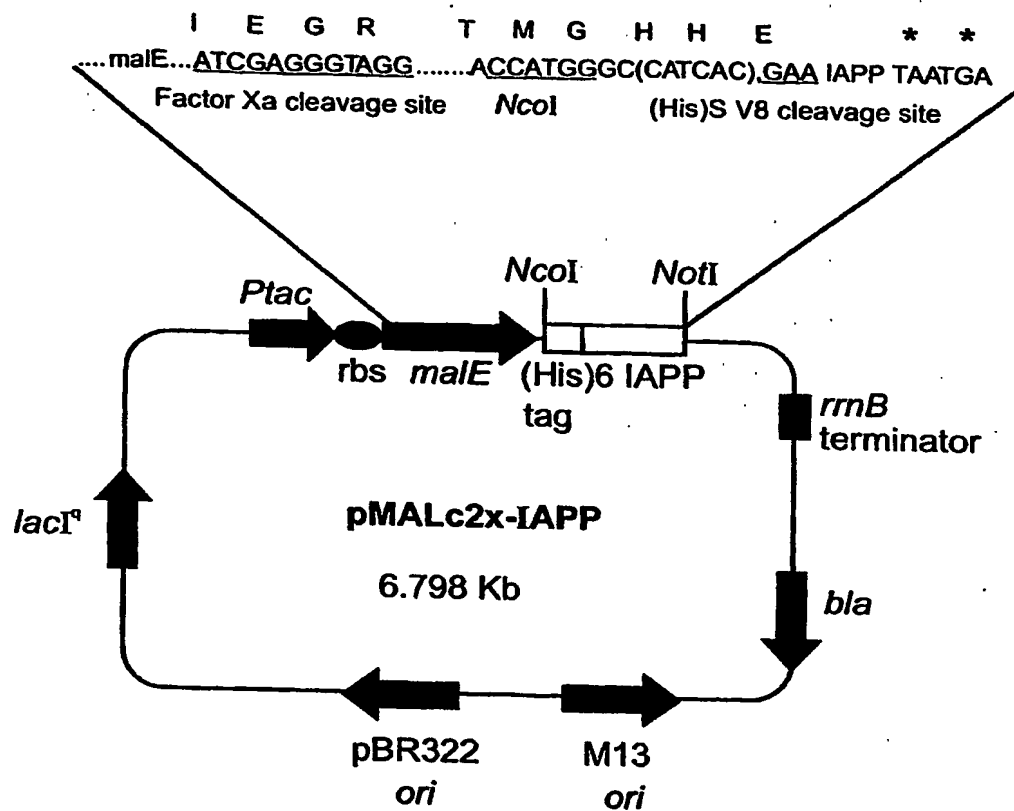 I E G R T M G H H E * *
.... malE...ATCGAGGGTAGG........ACCATGGGC(CATCAC),GAA IAPP TAATGA
Factor Xa cleavage site NcoI (His)S V8 cleavage site
NcoI NotI
Ptac
rbs malE (His)6 IAPP
tag
rrnB
terminator
lacIq
pMALc2x-IAPP
6.798 Kb
bla
pBR322
ori
M13
ori